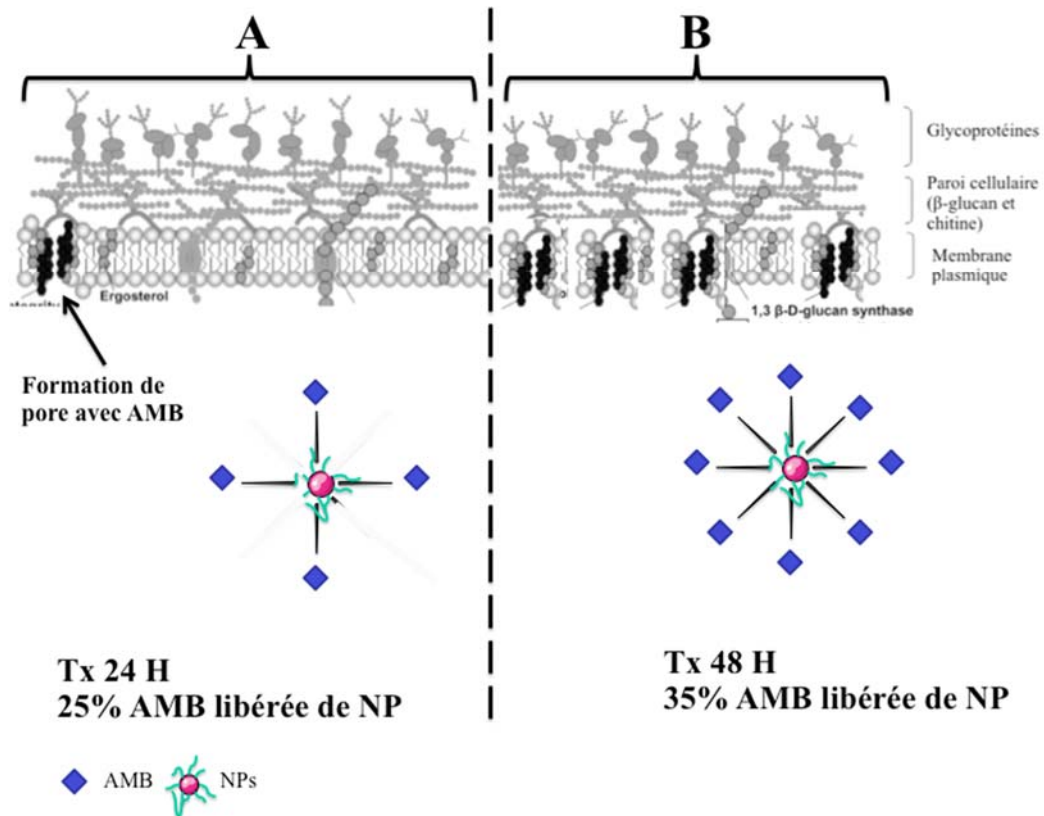 A
B
Glycoprotéines
Paroi cellulaire
(β-glucan et
chitine)
Membrane
plasmique
Ergosterol
1,3 β-D-glucan synthase
Formation de
pore avec AMB
Tx 24 H
25% AMB libérée de NP
Tx 48 H
35% AMB libérée de NP
AMB
NPs